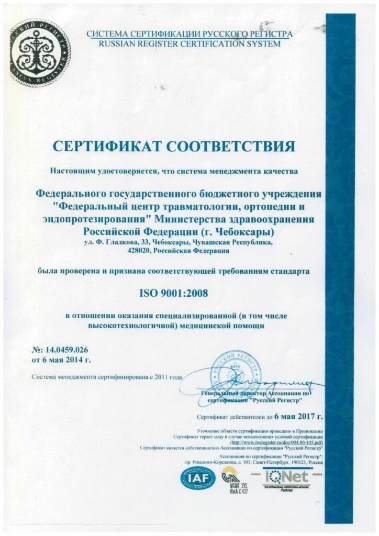 СИСТЕМА СЕРТИФИКАЦИИ РУССКОГО РЕГИСТРА
RUSSIAN REGISTER CERTIFICATION SYSTEM
СЕРТИФИКАТ СООТВЕТСТВИЯ
Настоящим удостоверяется, что система менеджмента качества
Федерального государственного бюджетного учреждения
"Федеральный центр травматологии, ортопедии и
эндопротезирования" Министерства здравоохранения
Российской Федерации (г. Чебоксары)
ул. Ф. Гладкова, 33, Чебоксары, Чувашская Республика,
428020, Российская Федерация
была проверена и признана соответствующей требованиям стандарта
ISO 9001:2008
в отношении оказания специализированной (в том числе
высокотехнологичной) медицинской помощи
№: 14.0459.026
от 6 мая 2014 г.
Система менеджмента сертифицирована с 2011 года
Генеральный директор Ассоциации по
сертификации "Русский Регистр"
Сертификат действителен до 6 мая 2017 г.
Уточнение области сертификации приведено в Приложении
Сертификат теряет силу в случае невыполнения условий сертификации
Сертификат является собственностью Ассоциации по сертификации "Русский Регистр"
Ассоциация по сертификации "Русский Регистр"
пр. Римского-Корсакова, д. 101, Санкт-Петербург, 190121, Россия
IAF
IQNet
Partner